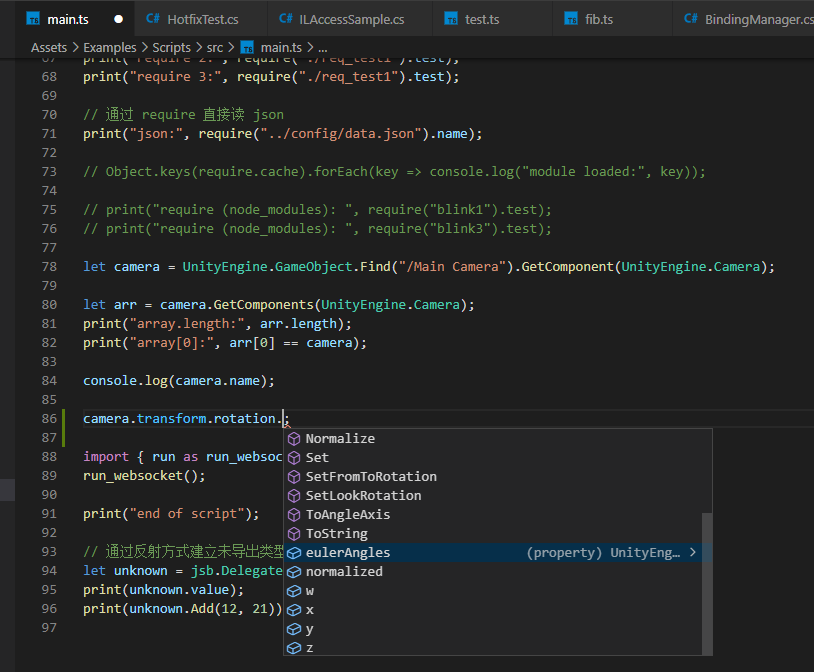 main.ts HotfixTest.cs ILAccessSample.cs test.ts fib.ts BindingManager.cs
Assets > Examples > Scripts > src > main.ts > ...
67 print("require 2:", require("./req_test1").test);
68 print("require 3:", require("./req_test1").test);
69
70 // 通过 require 直接读 json
71 print("json:", require("../config/data.json").name);
72
73 // Object.keys(require.cache).forEach(key => console.log("module loaded:", key));
74
75 // print("require (node_modules): ", require("blink1").test);
76 // print("require (node_modules): ", require("blink3").test);
77
78 let camera = UnityEngine.GameObject.Find("/Main Camera").GetComponent(UnityEngine.Camera);
79
80 let arr = camera.GetComponents(UnityEngine.Camera);
81 print("array.length:", arr.length);
82 print("array[0]:", arr[0] == camera);
83
84 console.log(camera.name);
85
86 camera.transform.rotation.;
87
Normalize
88 import { run as run_websoc
Set
89 run_websocket();
SetFromToRotation
90
SetLookRotation
91 print("end of script");
ToAngleAxis
92
ToString
93 // 通过反射方式建立未导出类型
eulerAngles (property) UnityEng… >
94 let unknown = jsb.Delegate
normalized
95 print(unknown.value);
w
96 print(unknown.Add(12, 21))
x
97
y
z